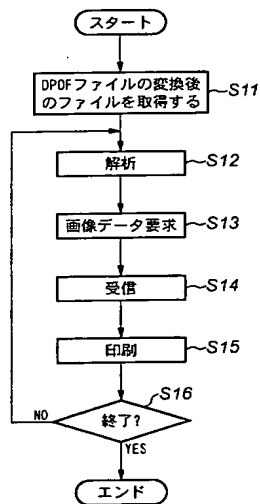 スタート
DPOFファイルの変換後
のファイルを取得する
S11
解析
S12
画像データ要求
S13
受信
S14
印刷
S15
S16
終了?
NO
YES
エンド